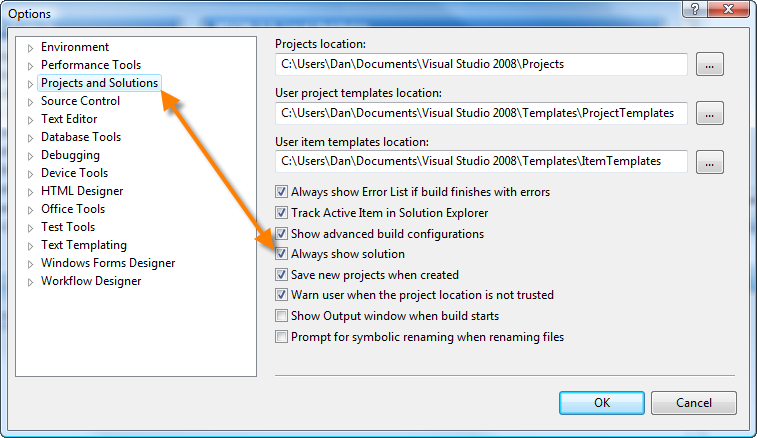 Options
Environment
Performance Tools
Projects and Solutions
Source Control
Text Editor
Database Tools
Debugging
Device Tools
HTML Designer
Office Tools
Test Tools
Text Templating
Windows Forms Designer
Workflow Designer
Projects location:
C:\Users\Dan\Documents\Visual Studio 2008\Projects
...
User project templates location:
C:\Users\Dan\Documents\Visual Studio 2008\Templates\ProjectTemplates
...
User item templates location:
C:\Users\Dan\Documents\Visual Studio 2008\Templates\ItemTemplates
...
Always show Error List if build finishes with errors
Track Active Item in Solution Explorer
Show advanced build configurations
Always show solution
Save new projects when created
Warn user when the project location is not trusted
Show Output window when build starts
Prompt for symbolic renaming when renaming files
OK
Cancel